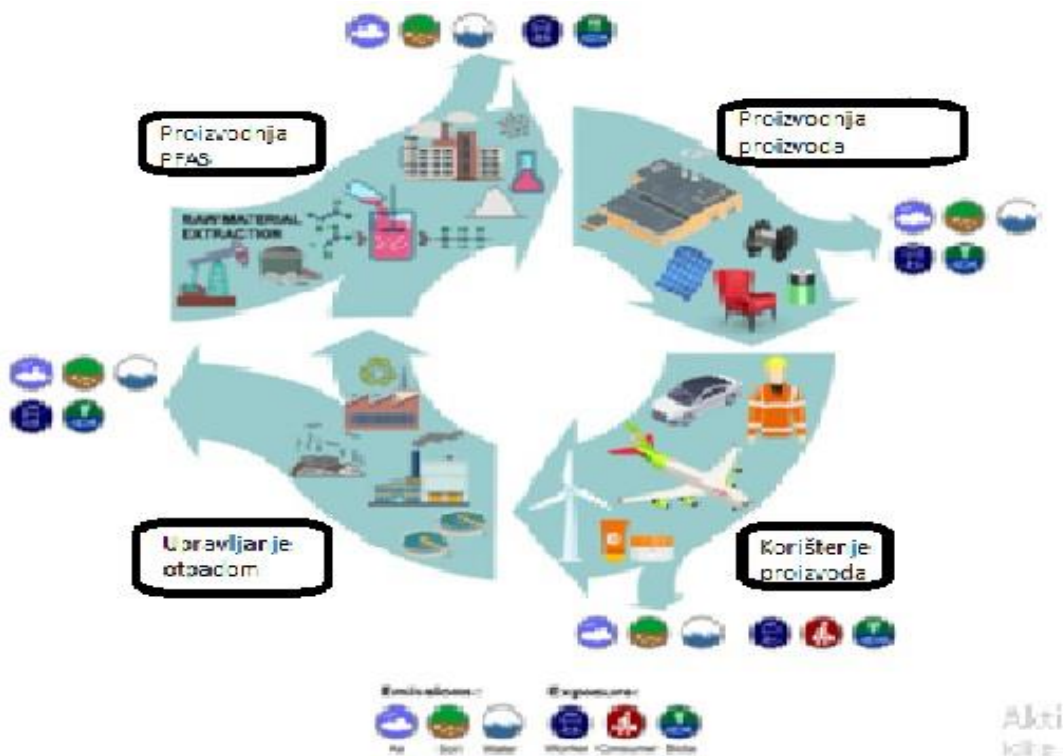 Proizvodnja
PFAS
Proizvodnja
proizvoda
RAW MATERIAL
EXTRACTION
Upravljanje
otpadom
Korištenje
proizvoda
Emissions: Exposure:
Air Soil Water Worker Consumer Biota
Akti